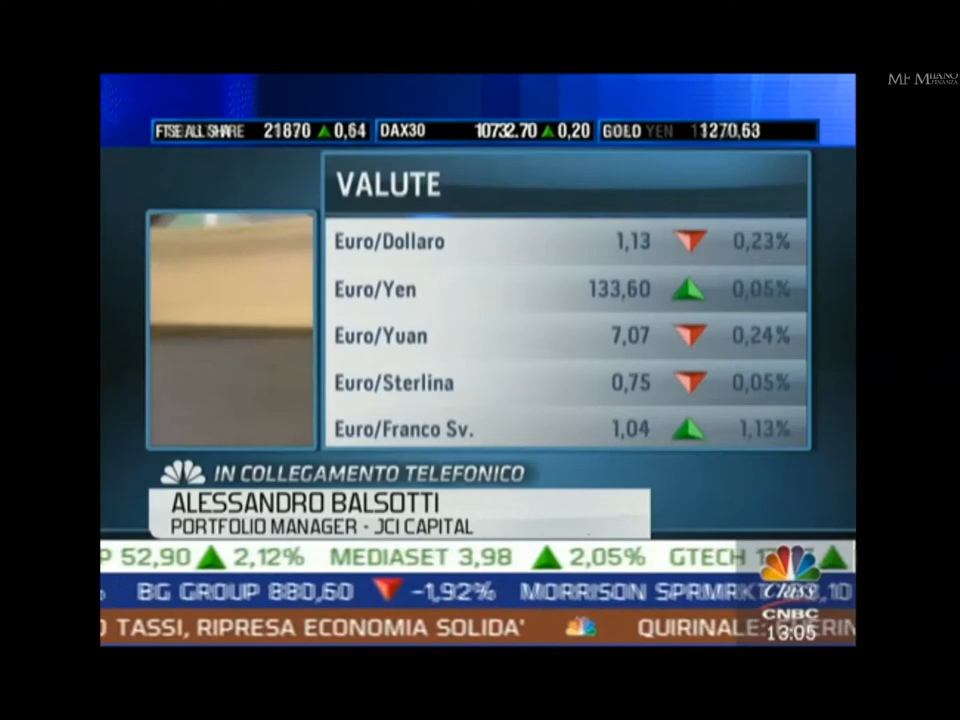 MF MILANO FINANZA
FTSE ALL SHARE 21870 0,64 DAX30 10732.70 0,20 GOLD
VALUTE
Euro/Dollaro 1,13 0,23%
Euro/Yen 133,60 0,05%
Euro/Yuan 7,07 0,24%
Euro/Sterlina 0,75 0,05%
Euro/Franco Sv. 1,04 1,13%
IN COLLEGAMENTO TELEFONICO
ALESSANDRO BALSOTTI
PORTFOLIO MANAGER - JCI CAPITAL
P 52,90 2,12% MEDIASET 3,98 2,05% GTECH
BG GROUP 880,60 -1,92% MORRISON SPRMRKT
TASSI, RIPRESA ECONOMIA SOLIDA' QUIRINALE:
Class
CNBC
13:05